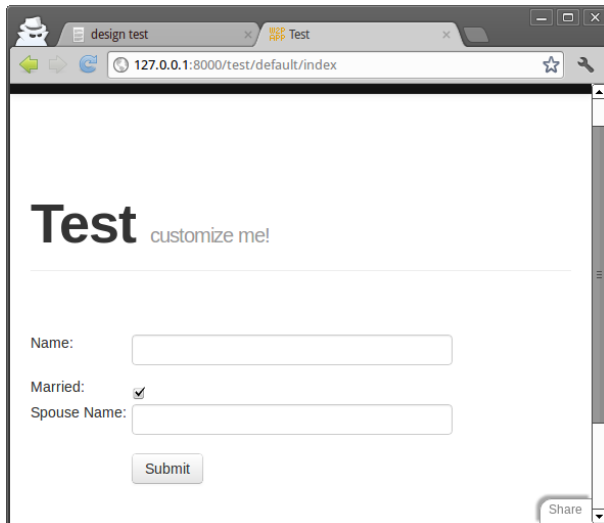 design test
Test
127.0.0.1:8000/test/default/index
Test customize me!
Name:
Married:
Spouse Name:
Submit
Share